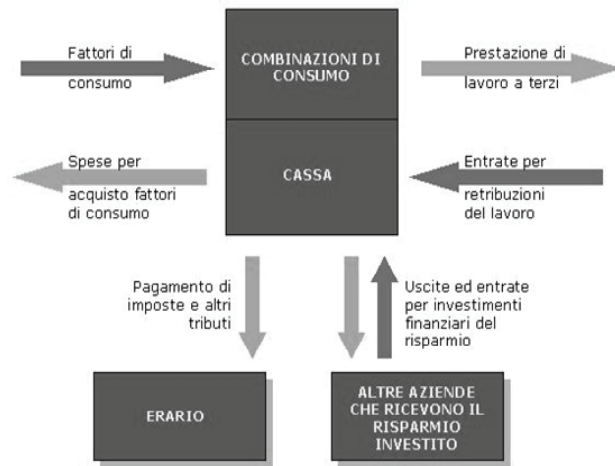 Fattori di
consumo
COMBINAZIONI DI
CONSUMO
Prestazione di
lavoro a terzi
Spese per
acquisto fattori
di consumo
CASSA
Entrate per
retribuzioni
del lavoro
Pagamento di
imposte e altri
tributi
Uscite ed entrate
per investimenti
finanziari del
risparmio
ERARIO
ALTRE AZIENDE
CHE RICEVONO IL
RISPARMIO
INVESTITO